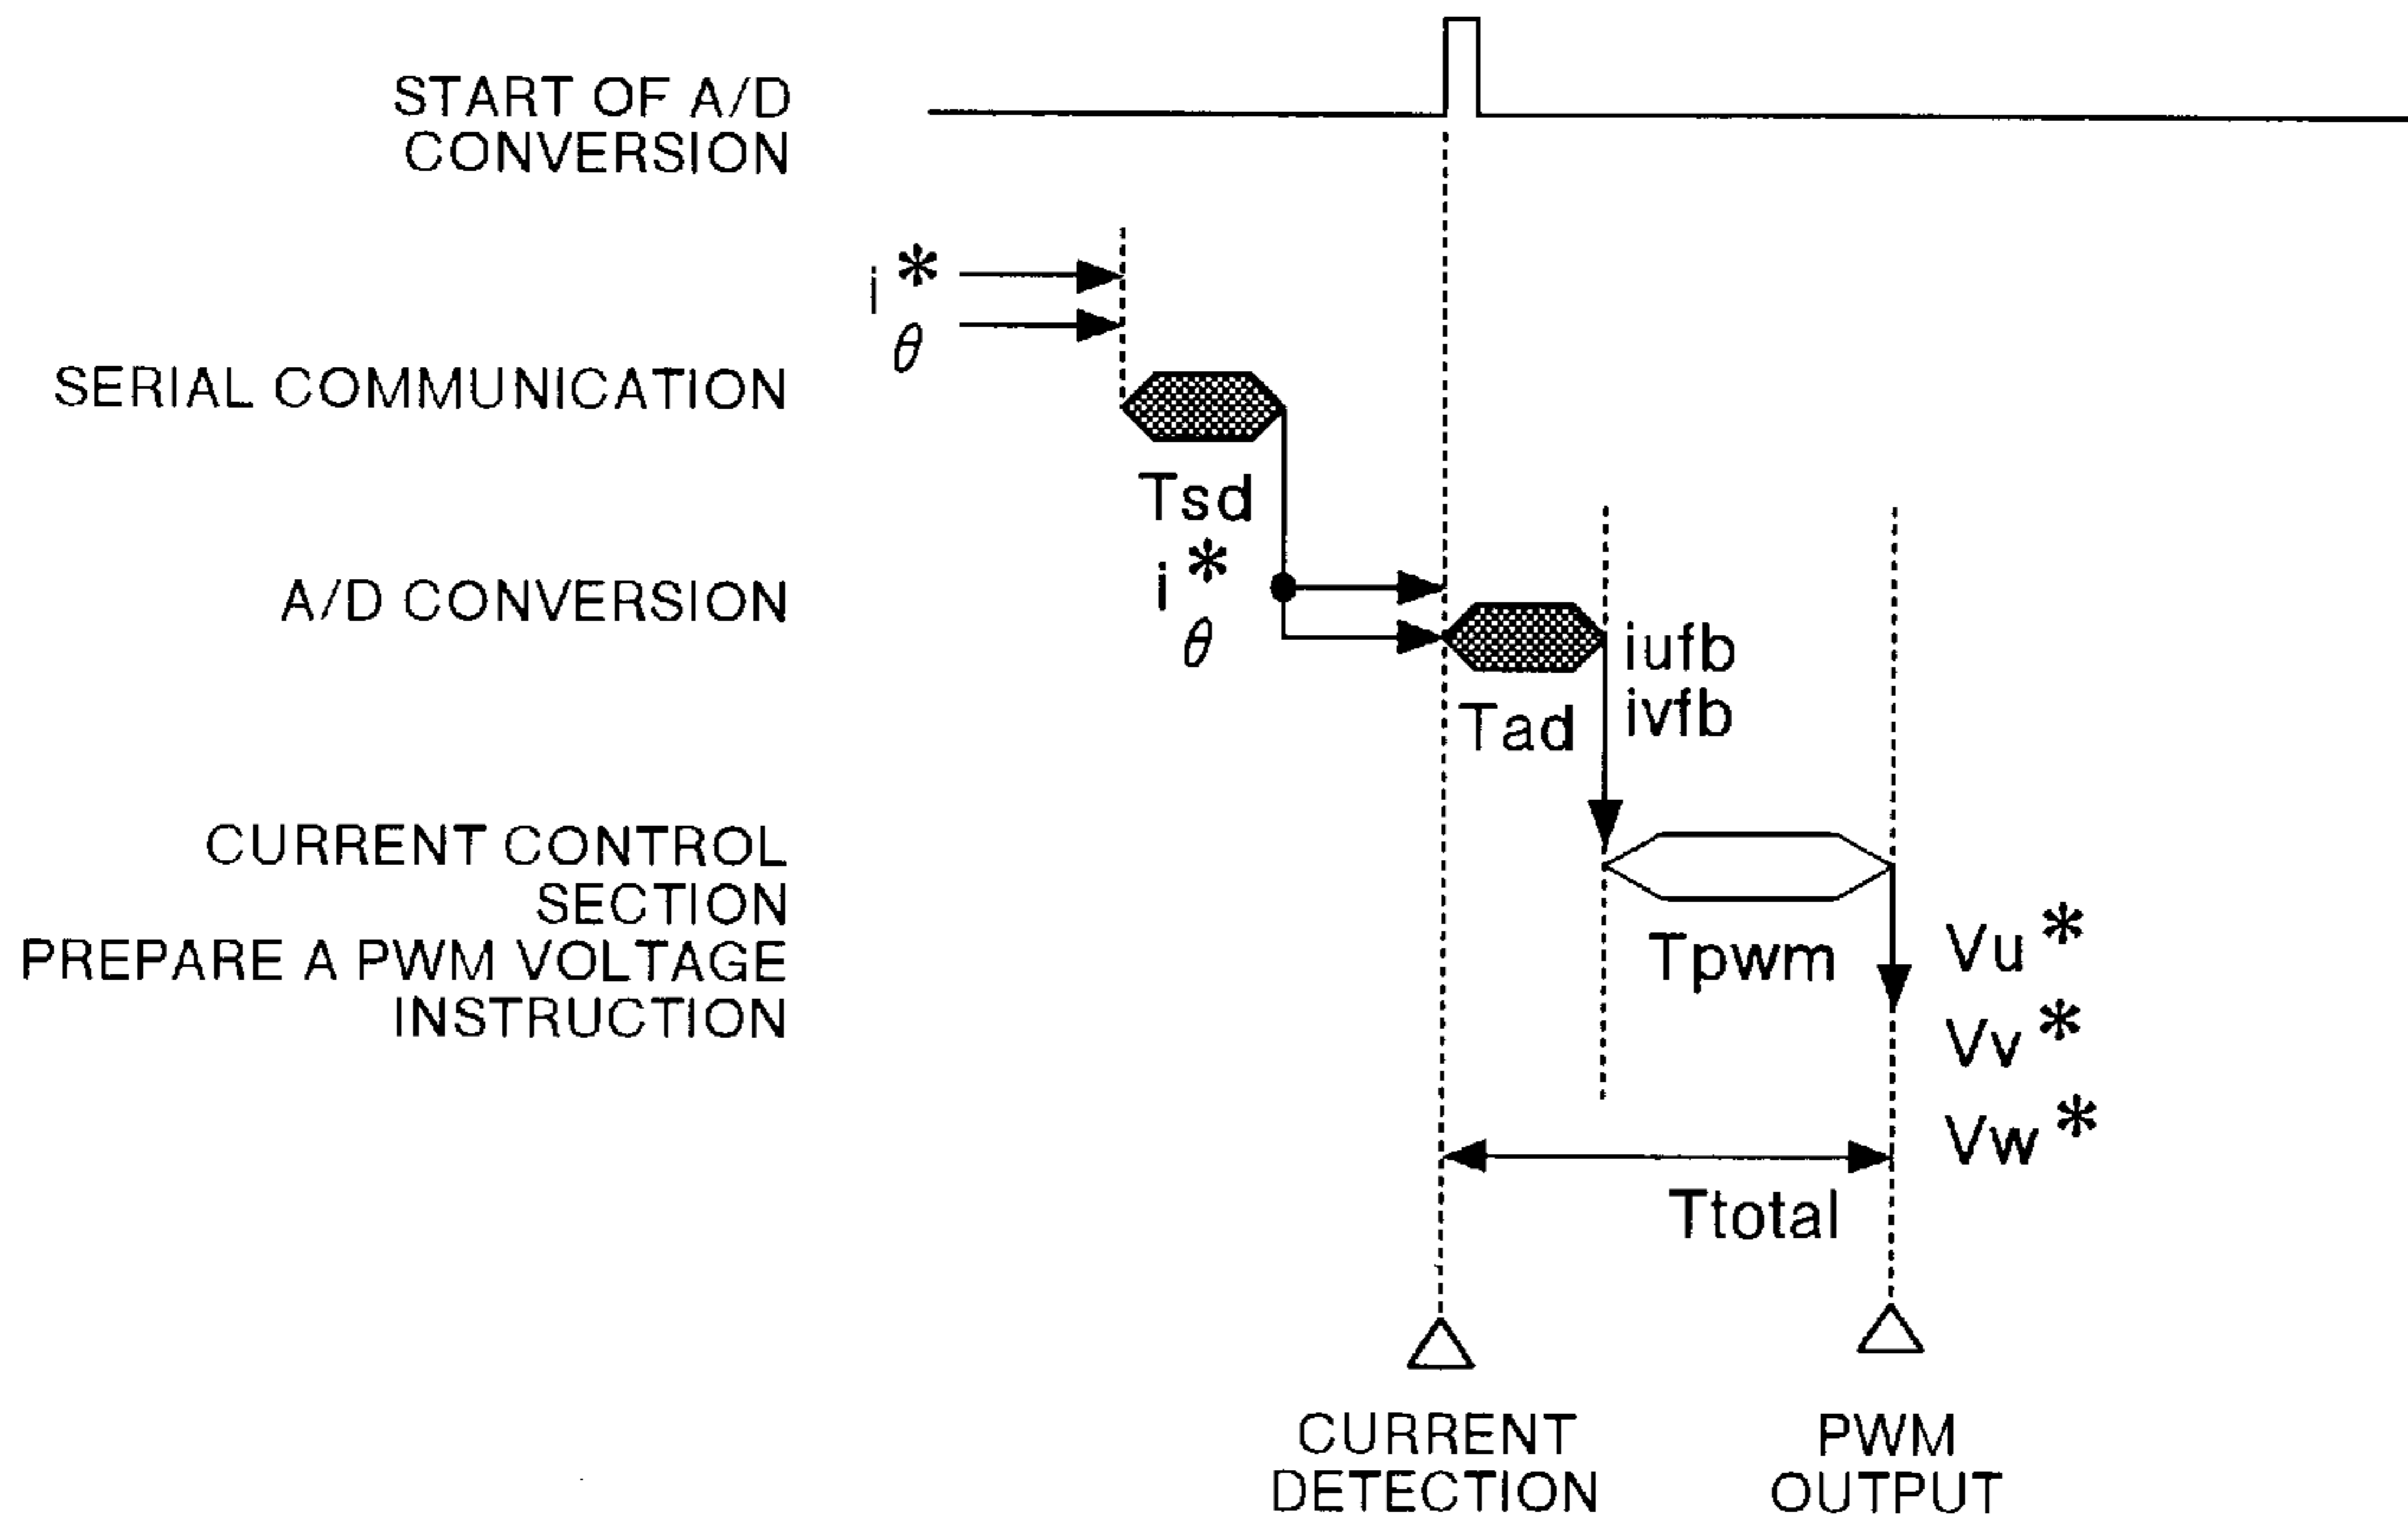 START OF A/D
CONVERSION
i*
θ
SERIAL COMMUNICATION
Tsd
i*
θ
A/D CONVERSION
iufb
ivfb
Tad
CURRENT CONTROL
SECTION
PREPARE A PWM VOLTAGE
INSTRUCTION
Tpwm
Vu*
Vv*
Vw*
Ttotal
CURRENT
DETECTION
PWM
OUTPUT